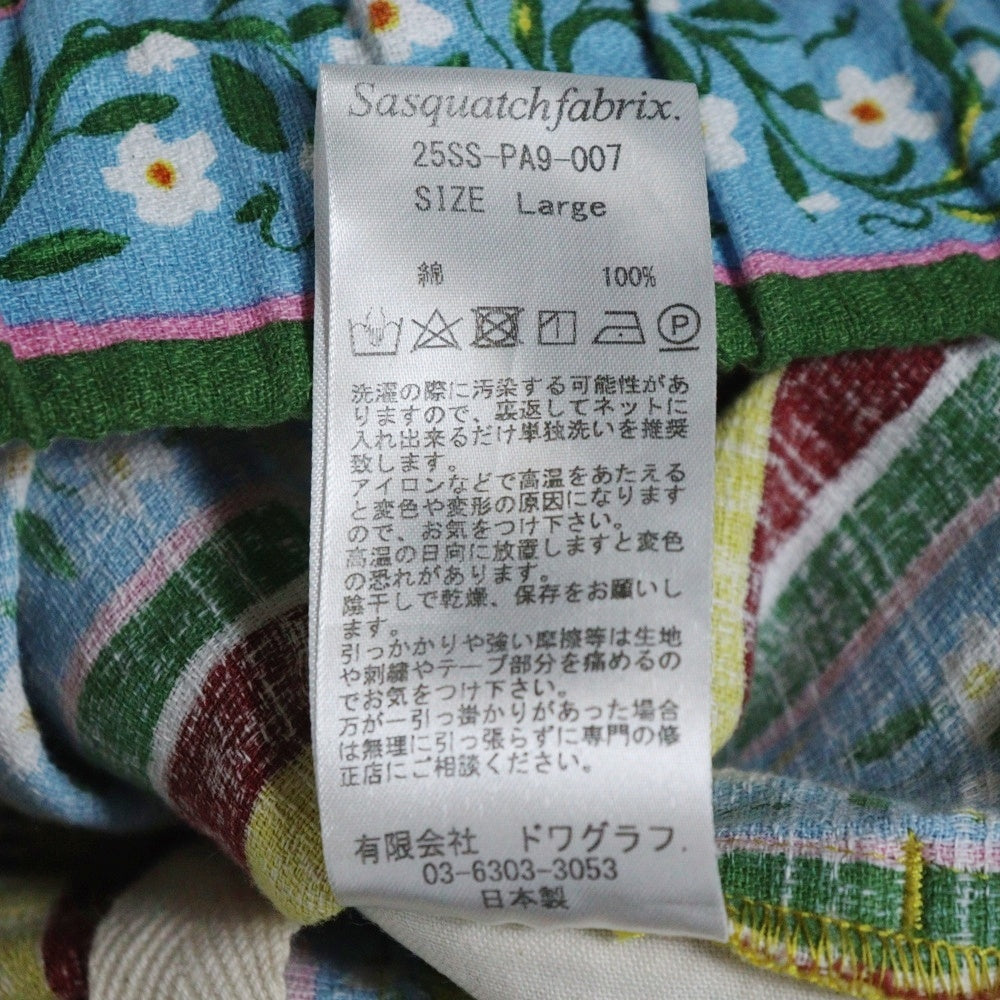 Sasquatchfabrix.
25SS-PA9-007
SIZE Large
綿 100%
P
洗濯の際に汚染する可能性があ
りますので、裏返してネットに
入れ出来るだけ単独洗いを推奨
致します。
アイロンなどで高温をあたえる
と変色や変形の原因になります
ので、お気をつけ下さい。
高温の日向に放置しますと変色
の恐れがあります。
陰干しで乾燥、保存をお願いし
ます。
引っかかりや強い摩擦等は生地
や刺繍やテープ部分を痛めるの
でお気をつけ下さい。
万が一引っ掛かりがあった場合
は無理に引っ張らずに専門の修
正店にご相談ください。
有限会社 ドワグラフ.
03-6303-3053
日本製